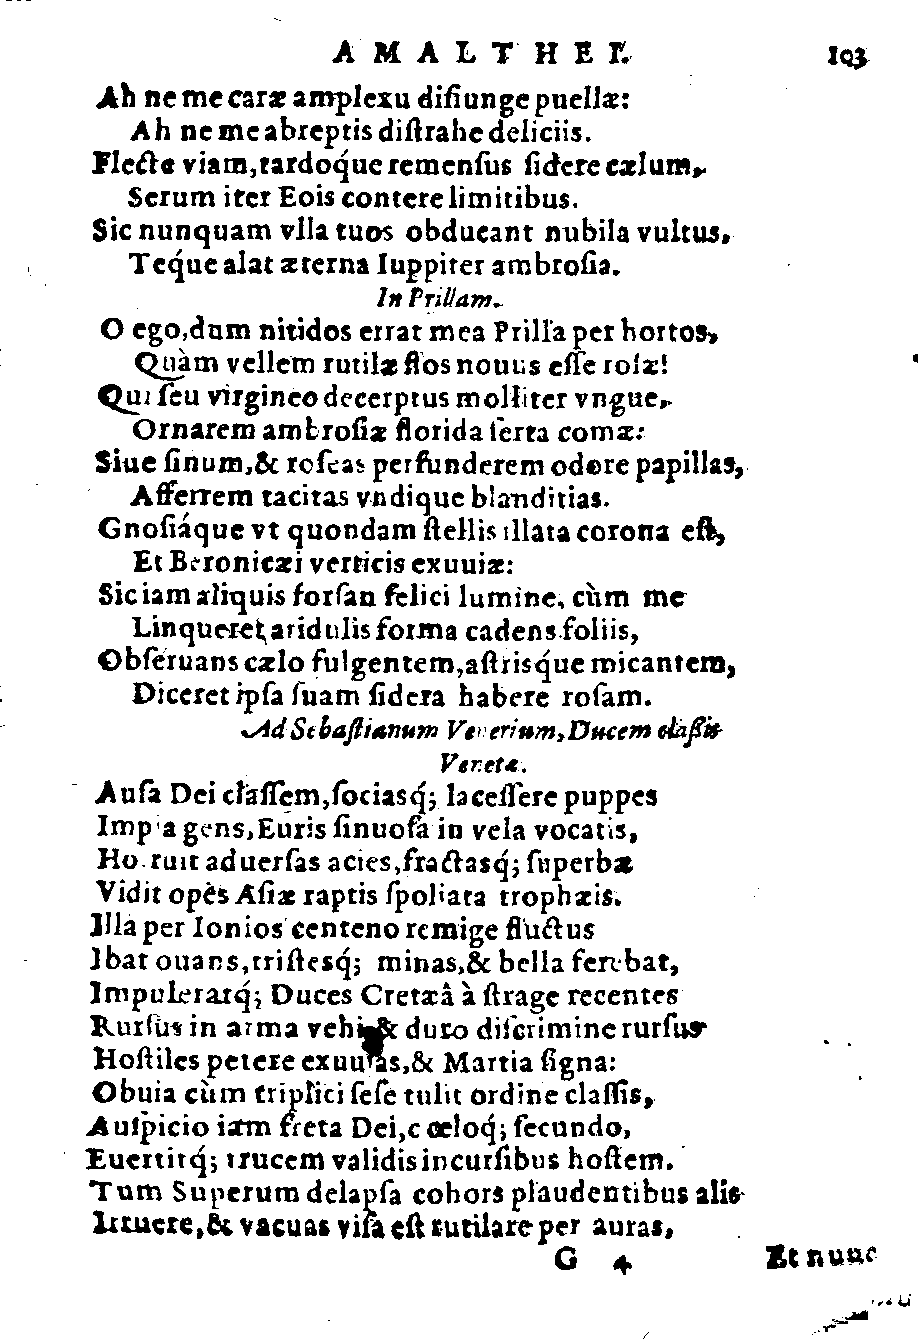 AMALTHEI. 103
Ah ne me caræ amplexu diſiunge puellæ:
Ah ne me abreptis diſtrahe deliciis.
Flecte viam, tardoq́ue remenſus ſidere cælum,
Serum iter Eois contere limitibus.
Sic nunquam vlla tuos obducant nubila vultus,
Teq́ue alat æterna Iuppiter ambroſia.
In Prillam.
O ego, dum nitidos errat mea Prilla per hortos,
Quàm vellem rutilæ flos nouus eſſe roſæ!
Qui ſeu virgineo decerptus molliter vngue,
Ornarem ambroſiæ florida ſerta comæ:
Siue ſinum, & roſeas perfunderem odore papillas,
Afferrem tacitas vndique blanditias.
Gnoſiáque vt quondam ſtellis illata corona eſt,
Et Beronicæi verticis exuuiæ:
Sic iam aliquis forſan felici lumine, cùm me
Linqueret aridulis forma cadens foliis,
Obſeruans cælo fulgentem, aſtrisq́ue micantem,
Diceret ipſa ſuam ſidera habere roſam.
Ad Sebaſtianum Venerium, Ducem claſſis
Venetæ.
Auſa Dei claſſem, ſociasq́; laceſſere puppes
Impia gens, Euris ſinuoſa in vela vocatis,
Horruit aduerſas acies, fractasq́; ſuperbæ
Vidit opes Aſiæ raptis ſpoliata trophæis.
Illa per Ionios centeno remige fluctus
Ibat ouans, triſtesq́; minas, & bella ferebat,
Impuleratq́; Duces Cretæâ à ſtrage recentes
Rurſus in arma vehi, & duro diſcrimine rurſus
Hoſtiles petere exuuias, & Martia ſigna:
Obuia cùm triplici ſeſe tulit ordine claſſis,
Auſpicio iam freta Dei, cœloq́; ſecundo,
Euertitq́; trucem validis incurſibus hoſtem.
Tum Superum delapſa cohors plaudentibus alis
Irruere, & vacuas viſa eſt rutilare per auras,
G 4 Et nunc